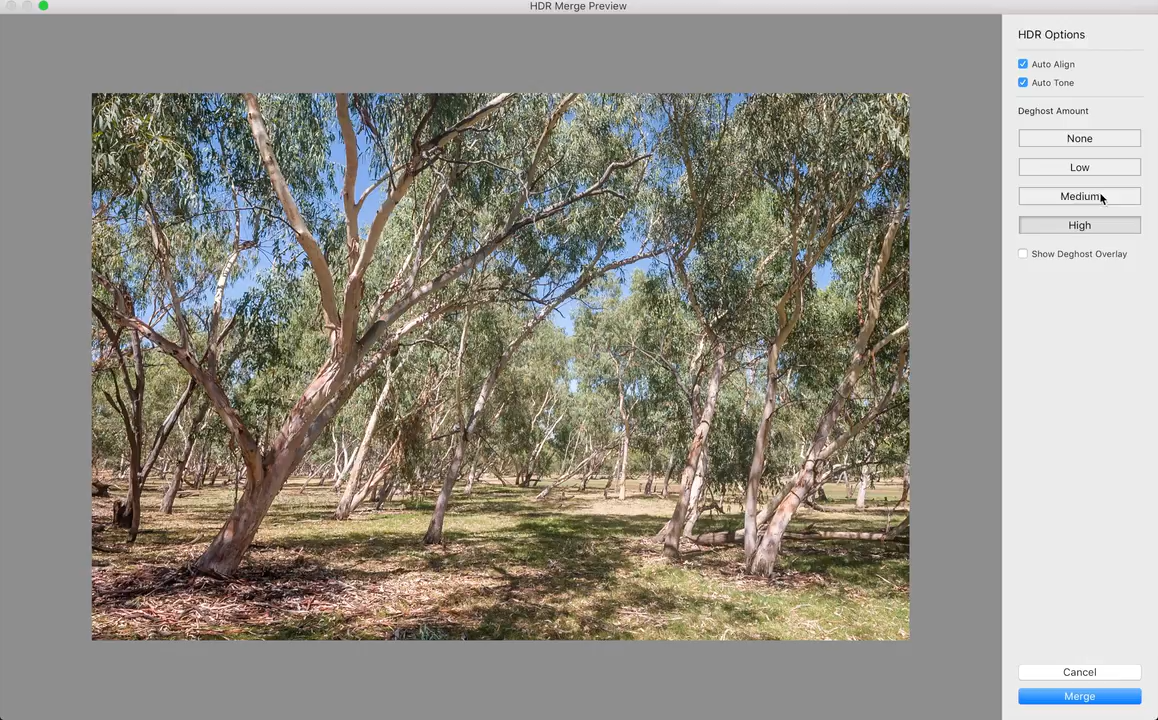 HDR Merge Preview
HDR Options
Auto Align
Auto Tone
Deghost Amount
None
Low
Medium
High
Show Deghost Overlay
Cancel
Merge